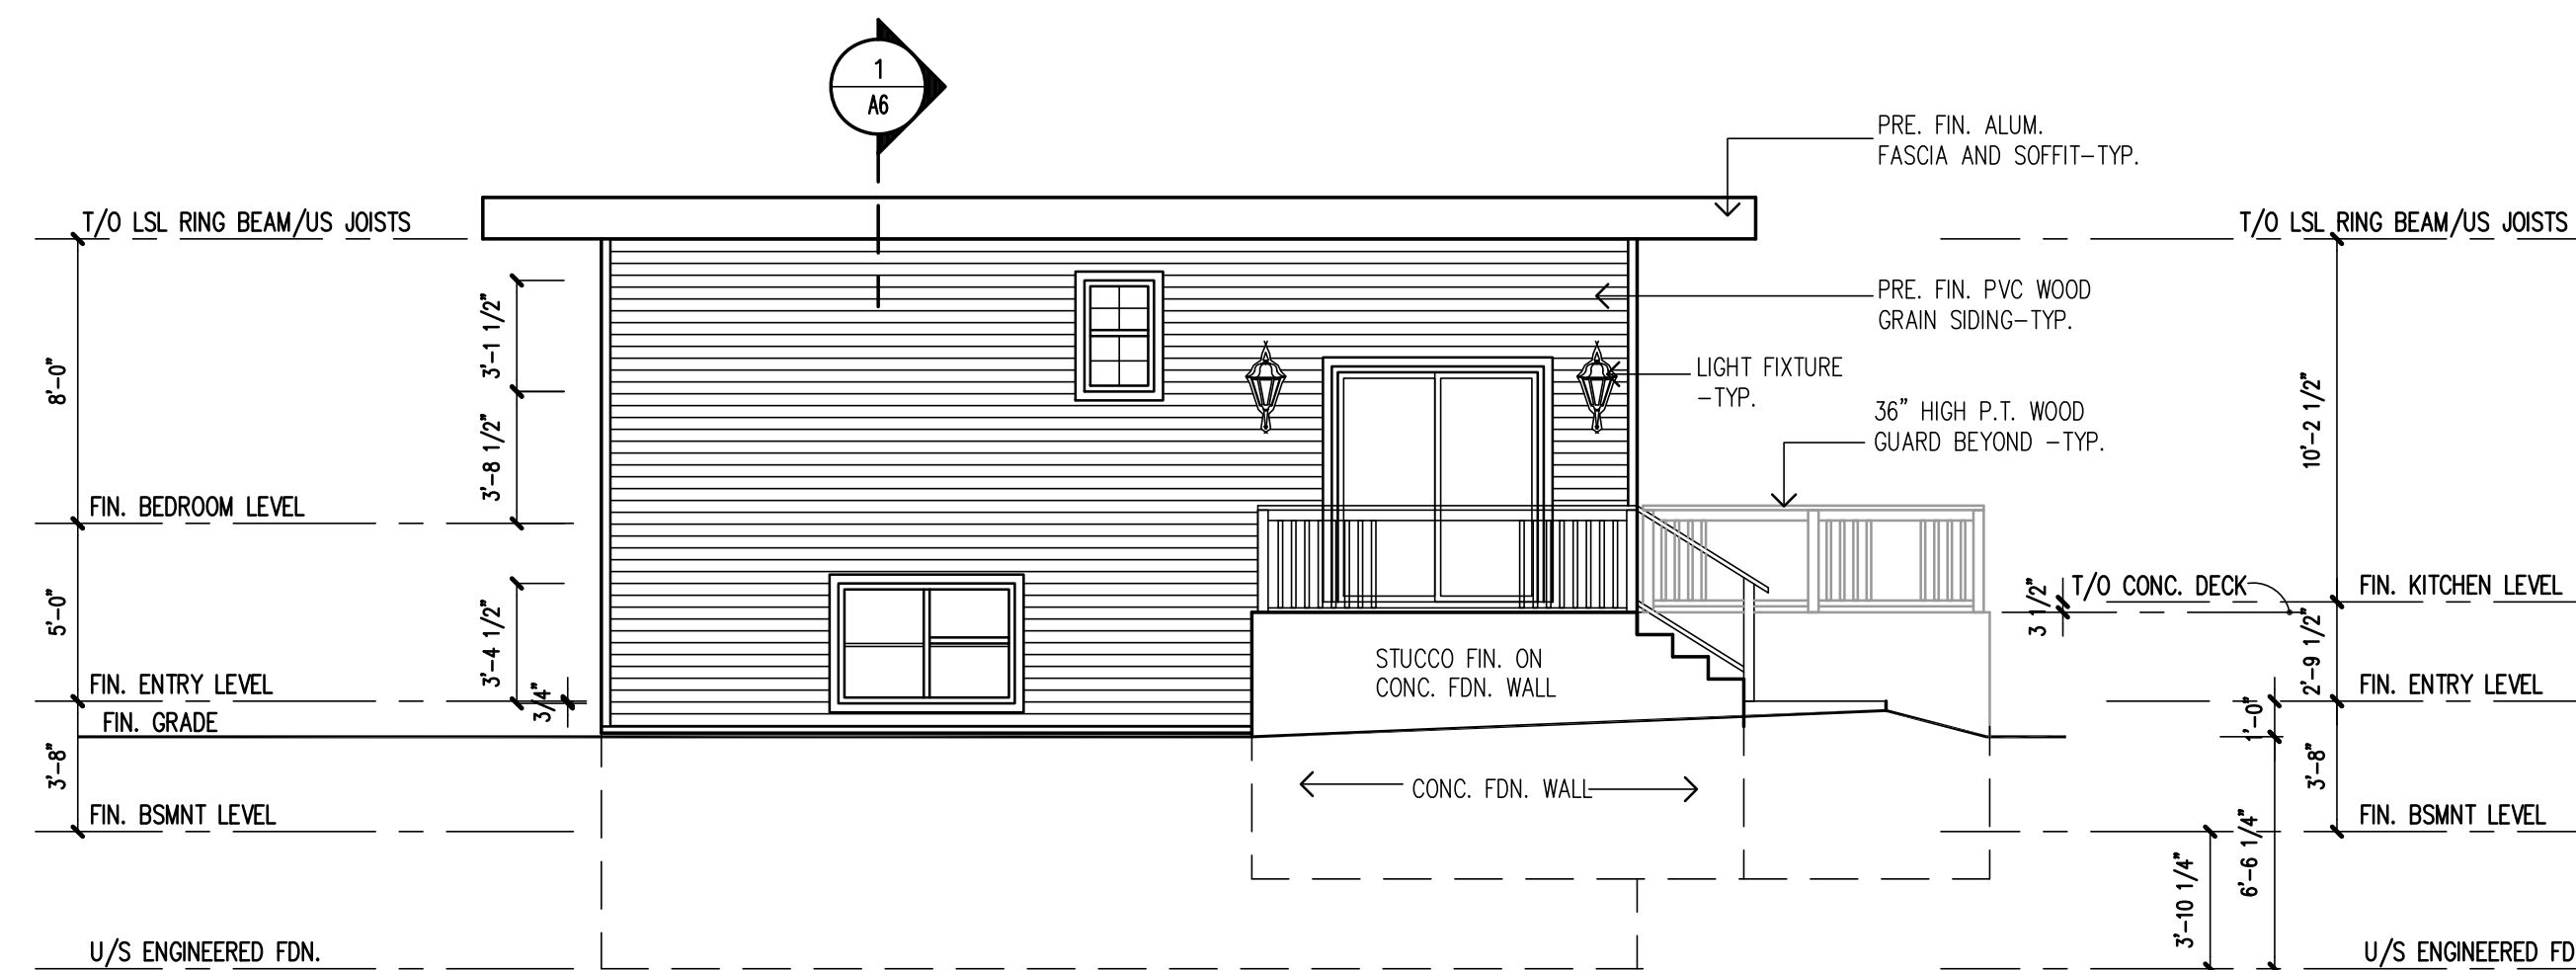 1
A6
PRE. FIN. ALUM.
FASCIA AND SOFFIT-TYP.
T/O LSL RING BEAM/US JOISTS
T/O LSL RING BEAM/US JOISTS
PRE. FIN. PVC WOOD
GRAIN SIDING-TYP.
3'-1 1/2"
8'-0"
LIGHT FIXTURE
-TYP.
36" HIGH P.T. WOOD
GUARD BEYOND -TYP.
10'-2 1/2"
3'-8 1/2"
FIN. BEDROOM LEVEL
T/O CONC. DECK
FIN. KITCHEN LEVEL
3 1/2"
5'-0"
3'-4 1/2"
2'-9 1/2"
STUCCO FIN. ON
CONC. FDN. WALL
FIN. ENTRY LEVEL
FIN. ENTRY LEVEL
3/4"
FIN. GRADE
1'-0"
3'-8"
3'-8"
CONC. FDN. WALL
FIN. BSMNT LEVEL
FIN. BSMNT LEVEL
6'-6 1/4"
3'-10 1/4"
U/S ENGINEERED FDN.
U/S ENGINEERED FD